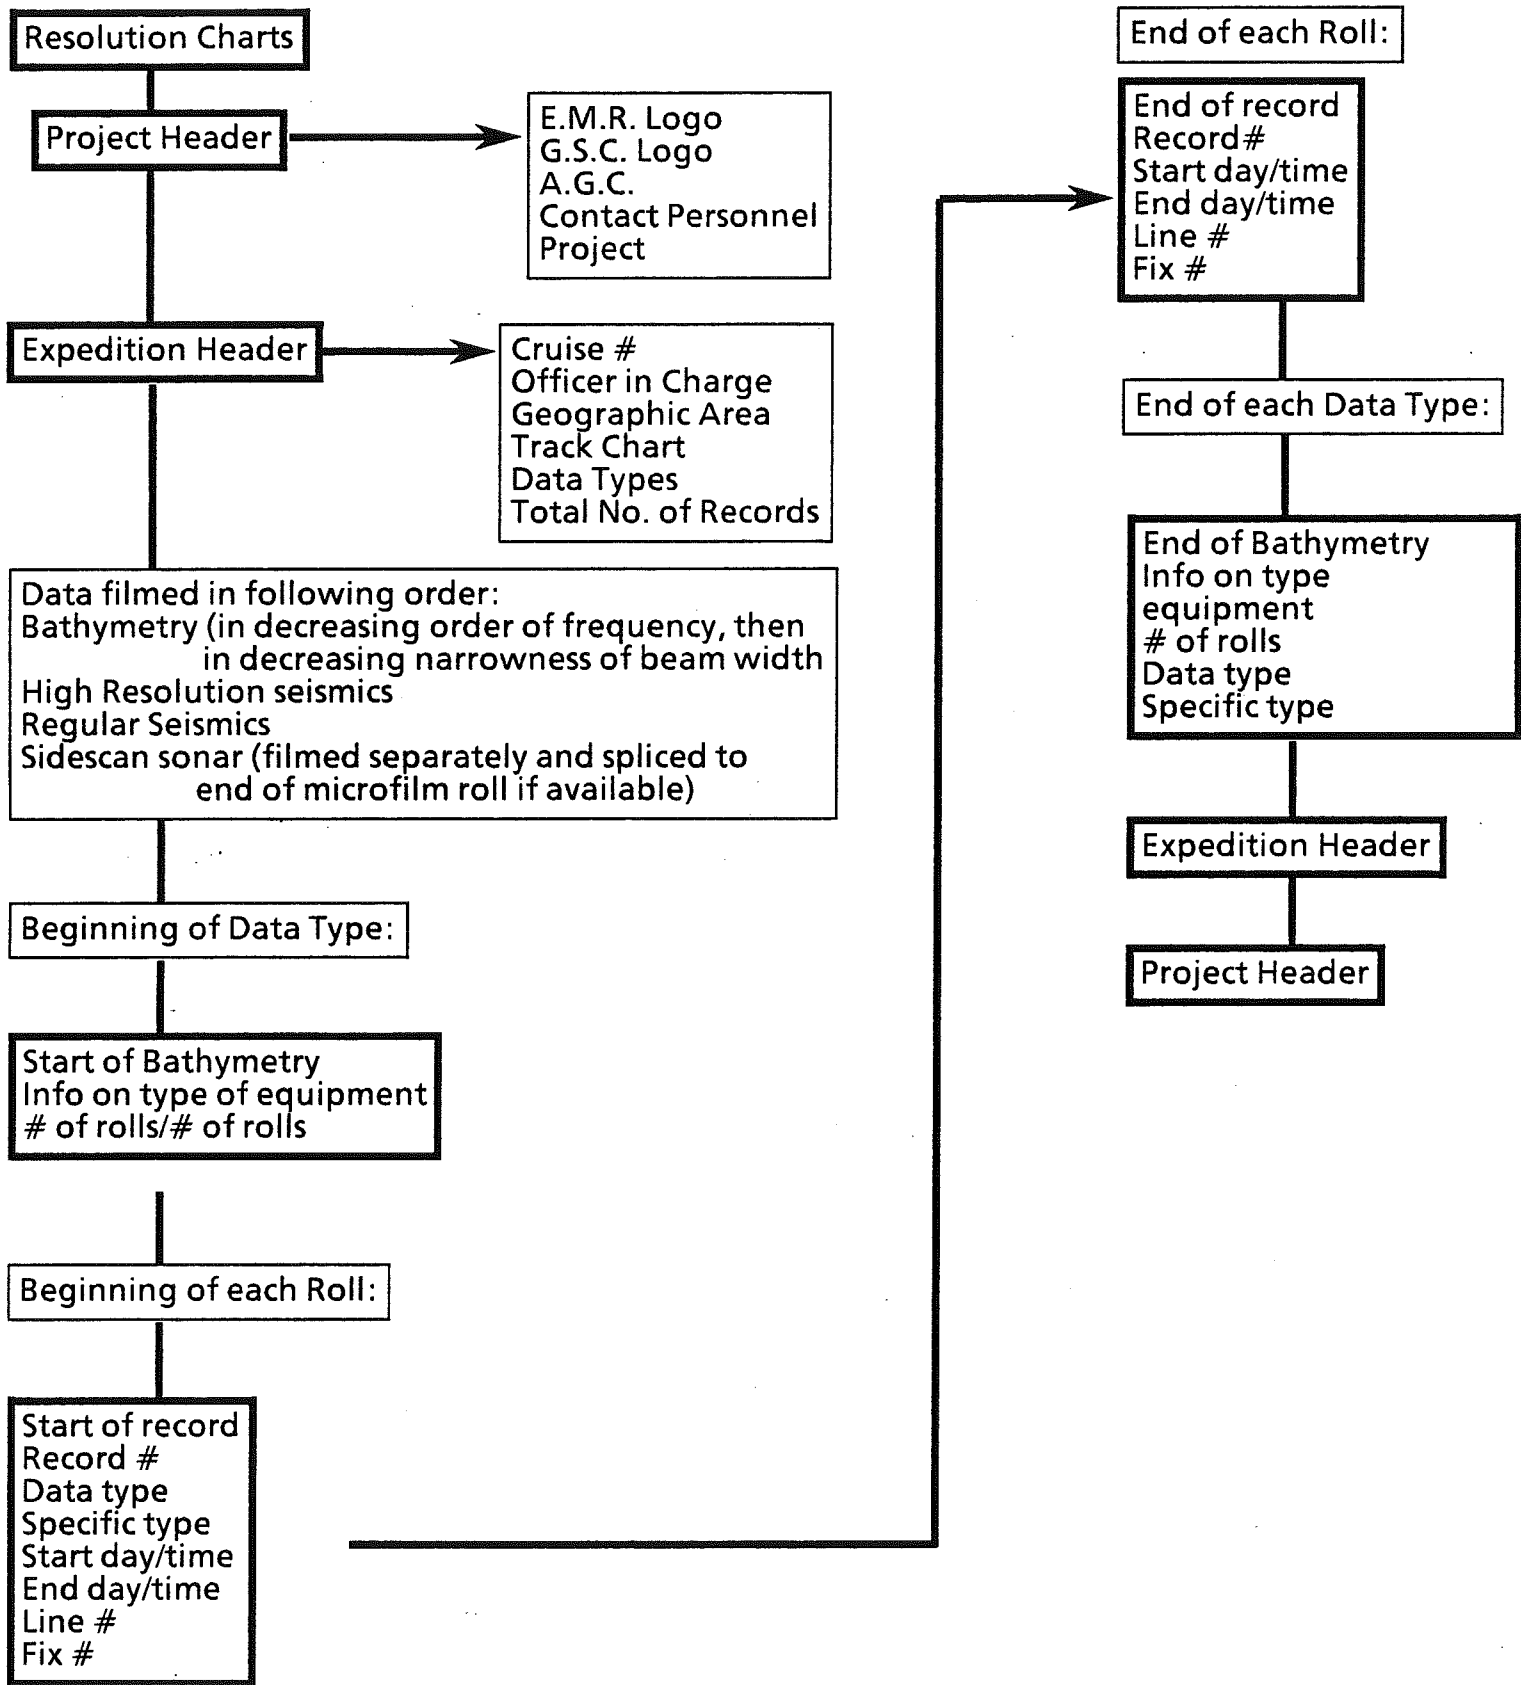 Resolution Charts
Project Header
E.M.R. Logo
G.S.C. Logo
A.G.C.
Contact Personnel
Project
Expedition Header
Cruise #
Officer in Charge
Geographic Area
Track Chart
Data Types
Total No. of Records
Data filmed in following order:
Bathymetry (in decreasing order of frequency, then
in decreasing narrowness of beam width
High Resolution seismics
Regular Seismics
Sidescan sonar (filmed separately and spliced to
end of microfilm roll if available)
Beginning of Data Type:
Start of Bathymetry
Info on type of equipment
# of rolls/# of rolls
Beginning of each Roll:
Start of record
Record #
Data type
Specific type
Start day/time
End day/time
Line #
Fix #
End of each Roll:
End of record
Record#
Start day/time
End day/time
Line #
Fix #
End of each Data Type:
End of Bathymetry
Info on type
equipment
# of rolls
Data type
Specific type
Expedition Header
Project Header